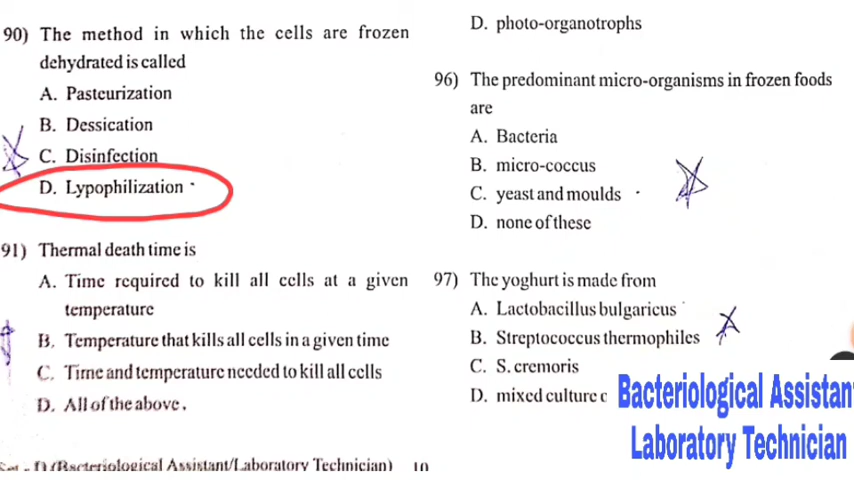 90) The method in which the cells are frozen
dehydrated is called
A. Pasteurization
B. Dessication
C. Disinfection
D. Lypophilization
91) Thermal death time is
A. Time required to kill all cells at a given
temperature
B. Temperature that kills all cells in a given time
C. Time and temperature needed to kill all cells
D. All of the above.
- D (Bacteriological Assistant/Laboratory Technician) 10
D. photo-organotrophs
96) The predominant micro-organisms in frozen foods
are
A. Bacteria
B. micro-coccus
C. yeast and moulds
D. none of these
97) The yoghurt is made from
A. Lactobacillus bulgaricus
B. Streptococcus thermophiles
C. S. cremoris
D. mixed culture
Bacteriological Assistant
Laboratory Technician